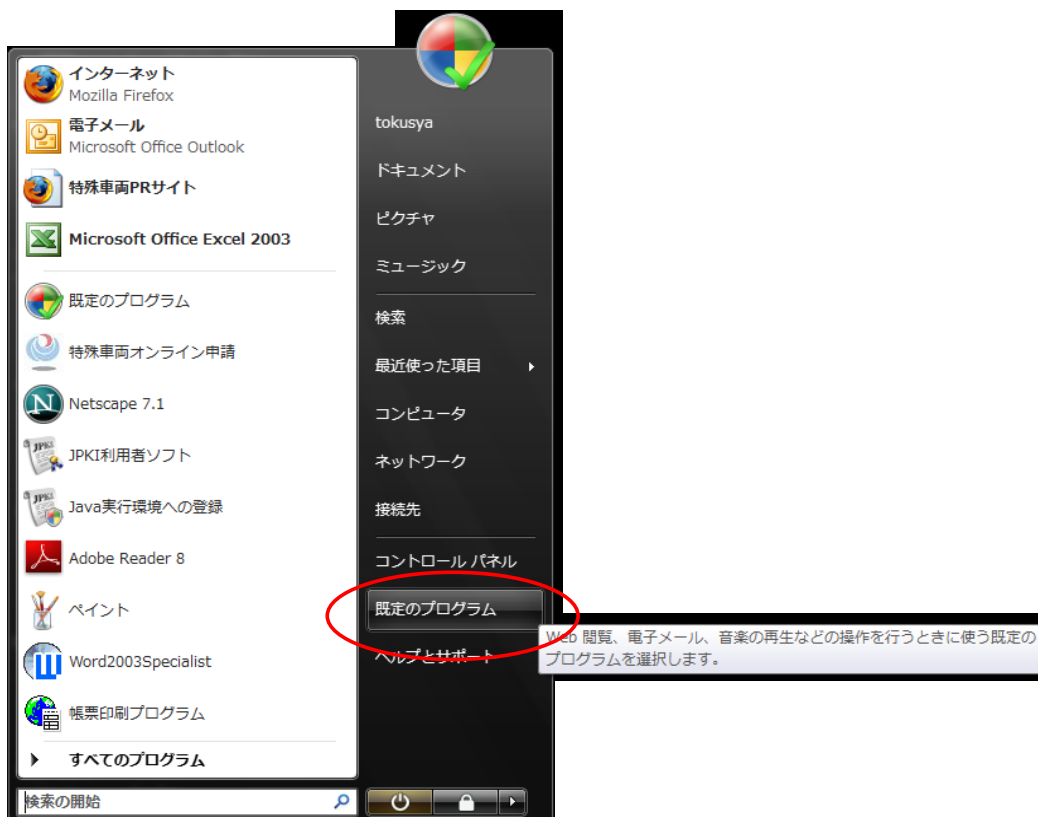 インターネット
Mozilla Firefox
電子メール
Microsoft Office Outlook
特殊車両PRサイト
Microsoft Office Excel 2003
既定のプログラム
特殊車両オンライン申請
Netscape 7.1
JPKI利用者ソフト
Java実行環境への登録
Adobe Reader 8
ペイント
Word2003Specialist
帳票印刷プログラム
すべてのプログラム
検索の開始
tokusya
ドキュメント
ピクチャ
ミュージック
検索
最近使った項目
コンピュータ
ネットワーク
接続先
コントロール パネル
既定のプログラム
ヘルプとサポート
Web 閲覧、電子メール、音楽の再生などの操作を行うときに使う既定の
プログラムを選択します。